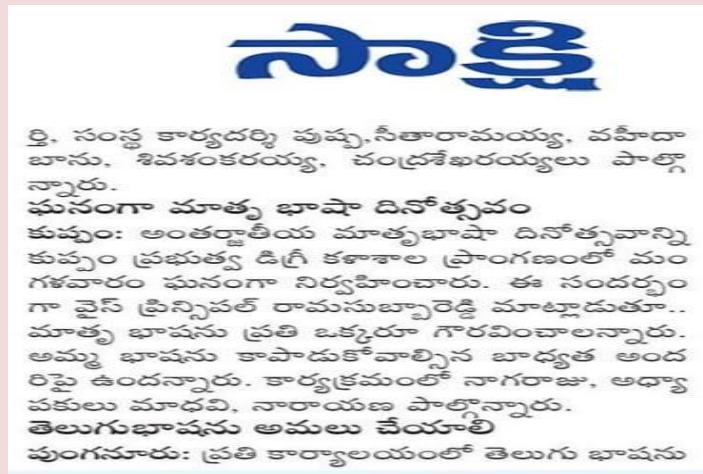 సాక్షి
ర్తి, సంస్థ కార్యదర్శి పుష్ప,సీతారామయ్య, వహీదా
బాను, శివశంకరయ్య, చంద్రశేఖరయ్యలు పాల్గొ
న్నారు.
ఘనంగా మాతృ భాషా దినోత్సవం
కుప్పం: అంతర్జాతీయ మాతృభాషా దినోత్సవాన్ని
కుప్పం ప్రభుత్వ డిగ్రీ కళాశాల ప్రాంగణంలో మం
గళవారం ఘనంగా నిర్వహించారు. ఈ సందర్భం
గా వైస్ ప్రిన్సిపల్ రామసుబ్బారెడ్డి మాట్లాడుతూ..
మాతృ భాషను ప్రతి ఒక్కరూ గౌరవించాలన్నారు.
అమ్మ భాషను కాపాడుకోవాల్సిన బాధ్యత అంద
రిపై ఉందన్నారు. కార్యక్రమంలో నాగరాజు, అధ్యా
పకులు మాధవి, నారాయణ పాల్గొన్నారు.
తెలుగుభాషను అమలు చేయాలి
పుంగనూరు: ప్రతి కార్యాలయంలో తెలుగు భాషను